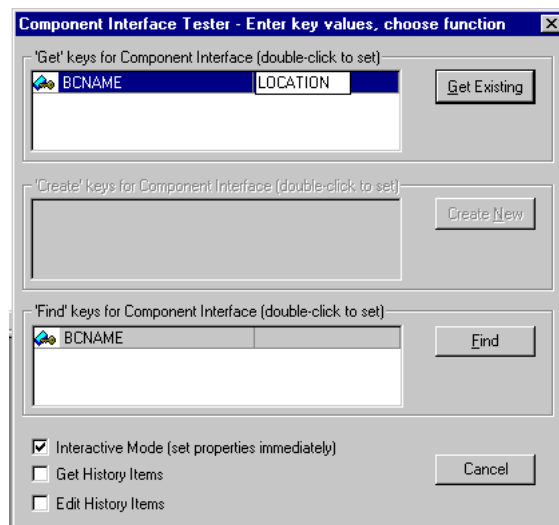 Component Interface Tester - Enter key values, choose function
'Get' keys for Component Interface (double-click to set)
BCNAME LOCATION
Get Existing
'Create' keys for Component Interface (double-click to set)
Create New
'Find' keys for Component Interface (double-click to set)
BCNAME
Find
Interactive Mode (set properties immediately)
Get History Items
Cancel
Edit History Items